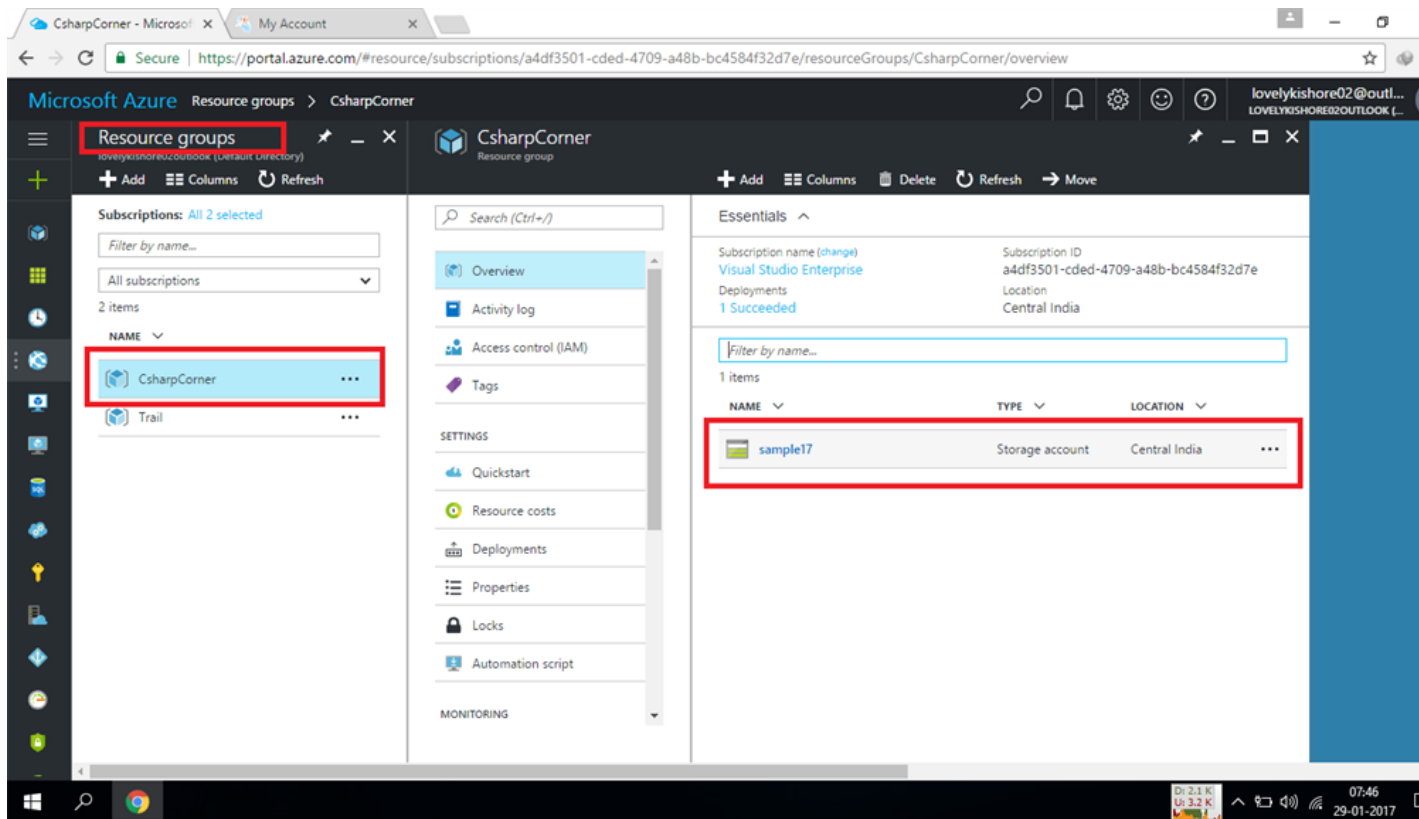 CsharpCorner - Microsof
My Account
Secure | https://portal.azure.com/#resource/subscriptions/a4df3501-cded-4709-a48b-bc4584f32d7e/resourceGroups/CsharpCorner/overview
Microsoft Azure Resource groups > CsharpCorner
lovelykishore02@outl...
LOVELYKISHORE02OUTLOOK (...
Resource groups
lovelykishore02outlook (Default Directory)
Add Columns Refresh
Subscriptions: All 2 selected
Filter by name...
All subscriptions
2 items
NAME
CsharpCorner
Trail
CsharpCorner
Resource group
Search (Ctrl+/)
Overview
Activity log
Access control (IAM)
Tags
SETTINGS
Quickstart
Resource costs
Deployments
Properties
Locks
Automation script
MONITORING
Add Columns Delete Refresh Move
Essentials
Subscription name (change)
Visual Studio Enterprise
Deployments
1 Succeeded
Subscription ID
a4df3501-cded-4709-a48b-bc4584f32d7e
Location
Central India
Filter by name...
1 items
NAME TYPE LOCATION
sample17 Storage account Central India
D: 2.1 K
U: 3.2 K
07:46
29-01-2017